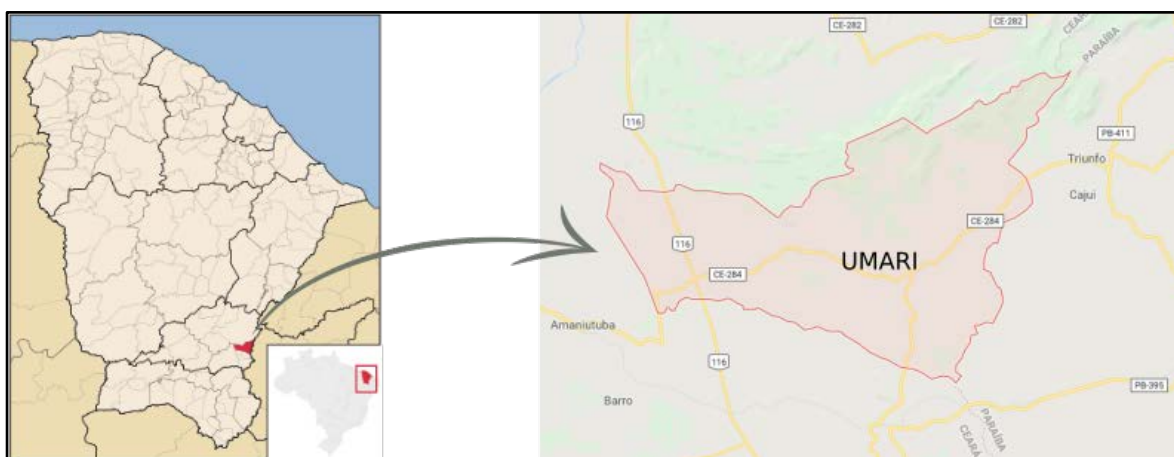 CE-282
CE-282
CEARÁ
PARAÍBA
116
PB-411
Triunfo
Cajui
CE-284
116
UMARI
CE-284
Amaniutuba
116
PB-395
Barro
PARAÍBA
CEARÁ